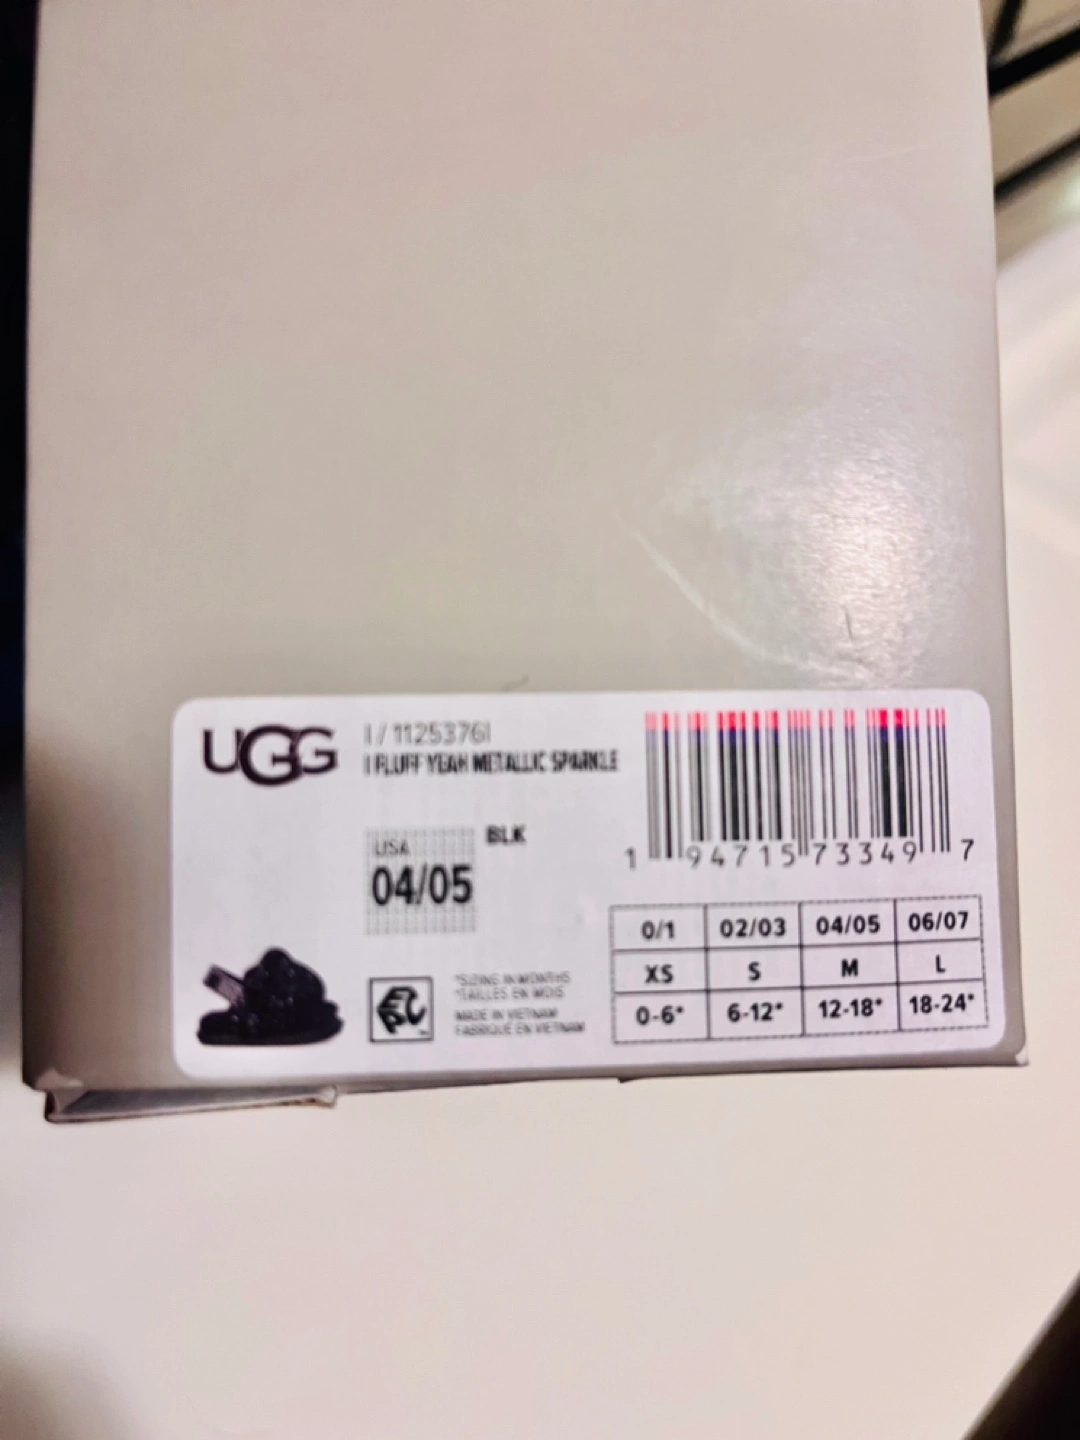 UGG
I / 1125376I
I FLUFF YEAH METALLIC SPARKLE
BLK
USA
04/05
1 94715 73349 7
0/1 02/03 04/05 06/07
XS S M L
0-6* 6-12* 12-18* 18-24*
*SIZING IN MONTHS
*TAILLES EN MOIS
MADE IN VIETNAM
FABRIQUÉ EN VIETNAM